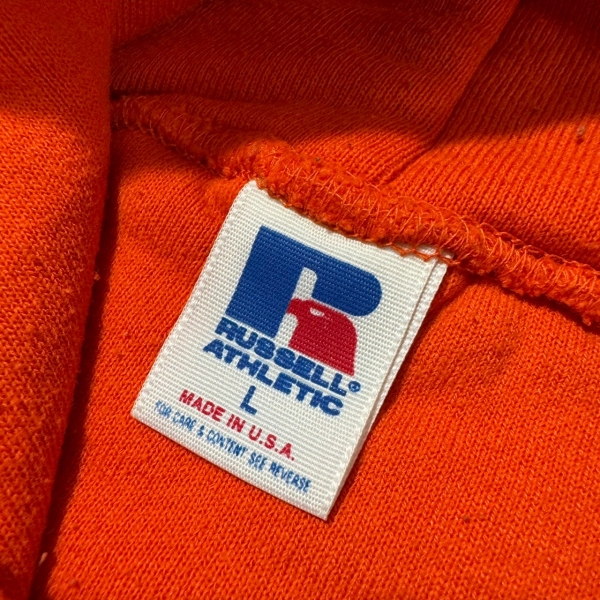 RUSSELL®
ATHLETIC
L
MADE IN U.S.A.
FOR CARE & CONTENT SEE REVERSE